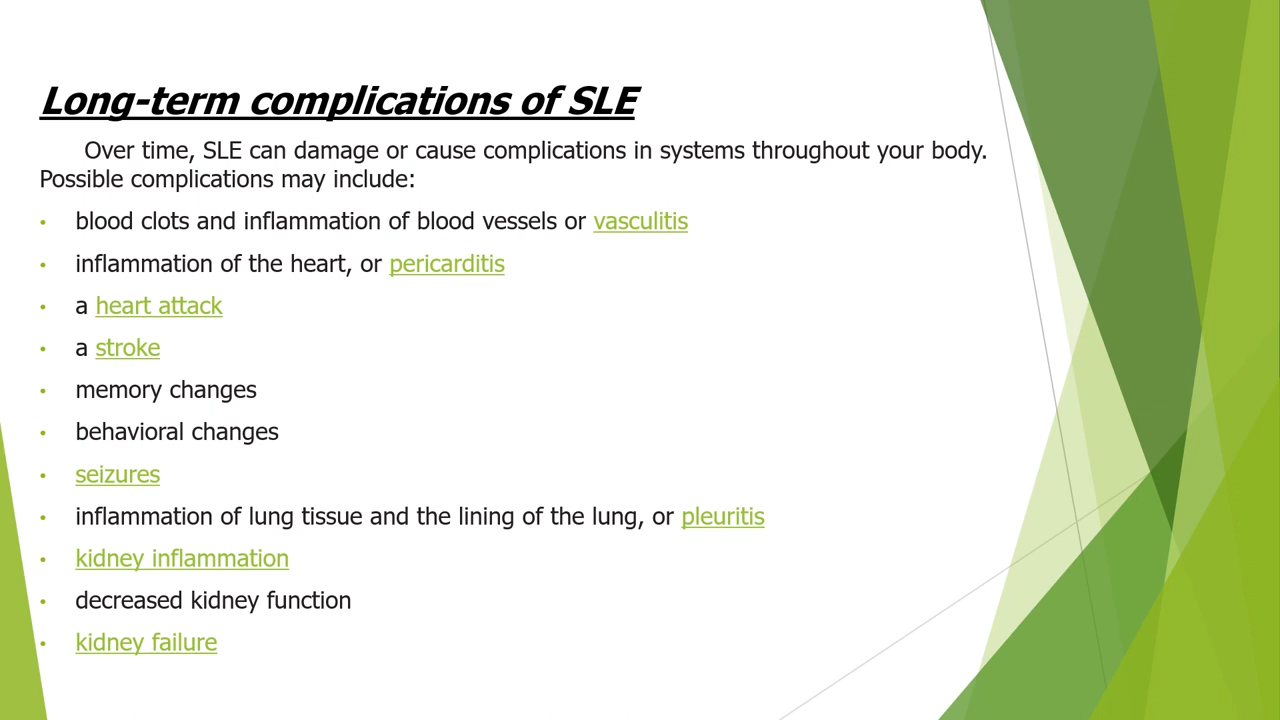 Long-term complications of SLE
Over time, SLE can damage or cause complications in systems throughout your body.
Possible complications may include:
• blood clots and inflammation of blood vessels or vasculitis
• inflammation of the heart, or pericarditis
• a heart attack
• a stroke
• memory changes
• behavioral changes
• seizures
• inflammation of lung tissue and the lining of the lung, or pleuritis
• kidney inflammation
• decreased kidney function
• kidney failure